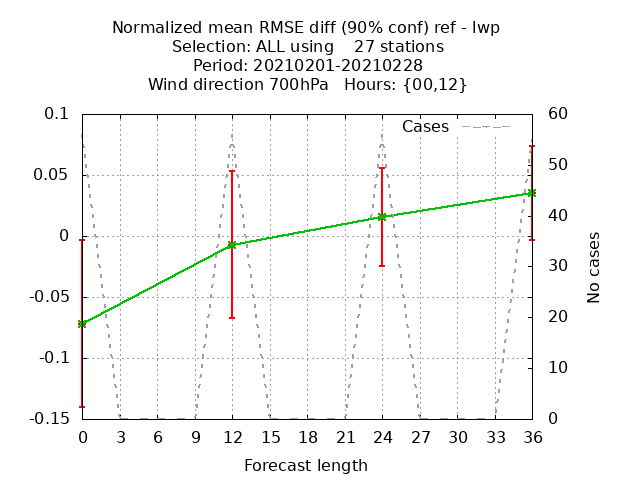 Normalized mean RMSE diff (90% conf) ref - lwp
Selection: ALL using    27 stations
Period: 20210201-20210228
Wind direction 700hPa   Hours: {00,12}
Cases
0.1
0.05
0
-0.05
-0.1
-0.15
60
50
40
30
20
10
0
No cases
0 3 6 9 12 15 18 21 24 27 30 33 36
Forecast length